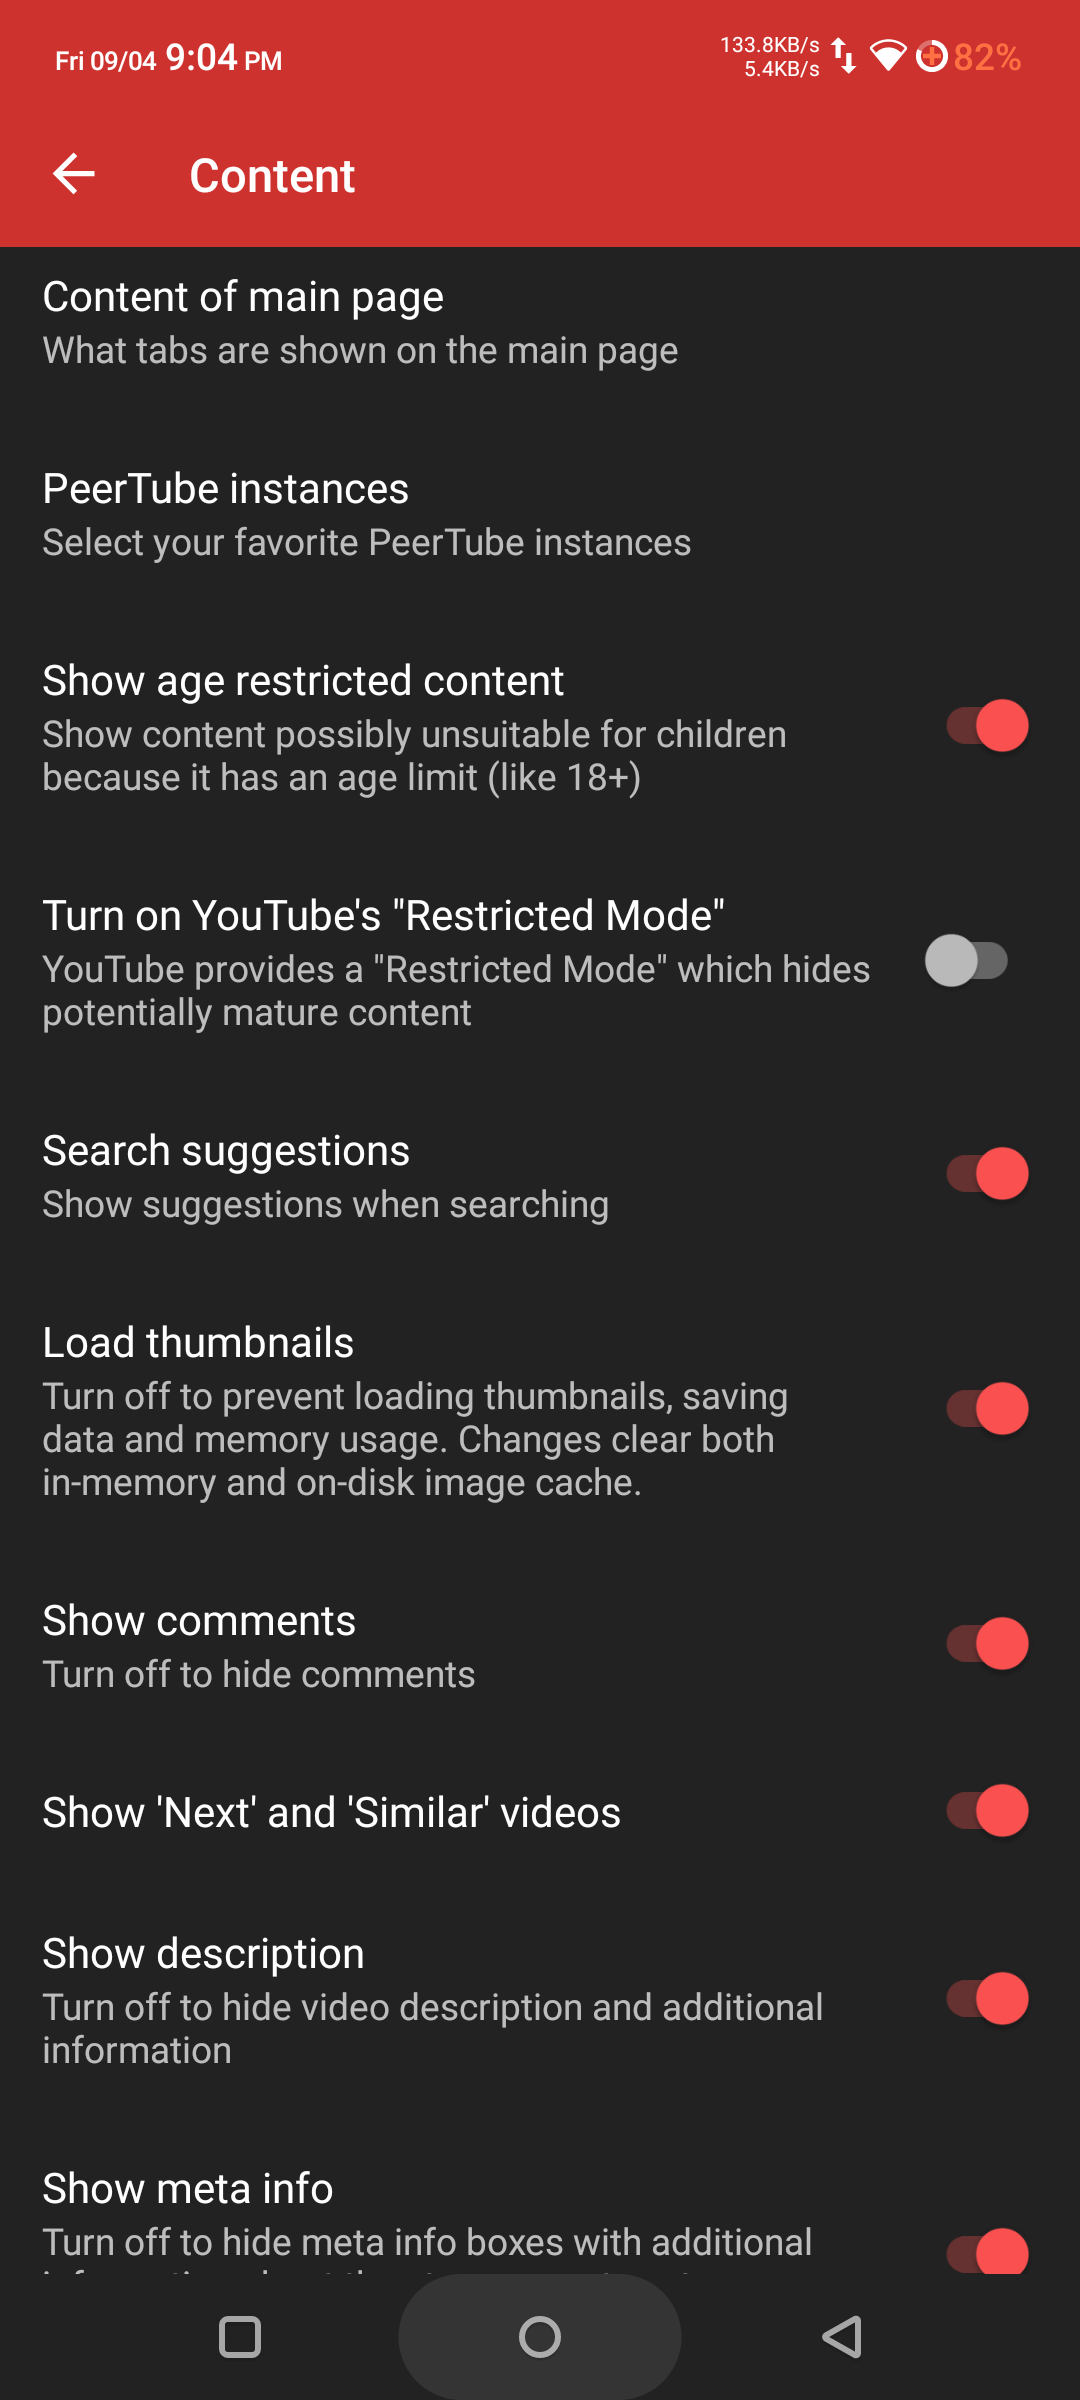 Fri 09/04 9:04 PM
133.8KB/s
5.4KB/s
82%
Content
Content of main page
What tabs are shown on the main page
PeerTube instances
Select your favorite PeerTube instances
Show age restricted content
Show content possibly unsuitable for children
because it has an age limit (like 18+)
Turn on YouTube's "Restricted Mode"
YouTube provides a "Restricted Mode" which hides
potentially mature content
Search suggestions
Show suggestions when searching
Load thumbnails
Turn off to prevent loading thumbnails, saving
data and memory usage. Changes clear both
in-memory and on-disk image cache.
Show comments
Turn off to hide comments
Show 'Next' and 'Similar' videos
Show description
Turn off to hide video description and additional
information
Show meta info
Turn off to hide meta info boxes with additional